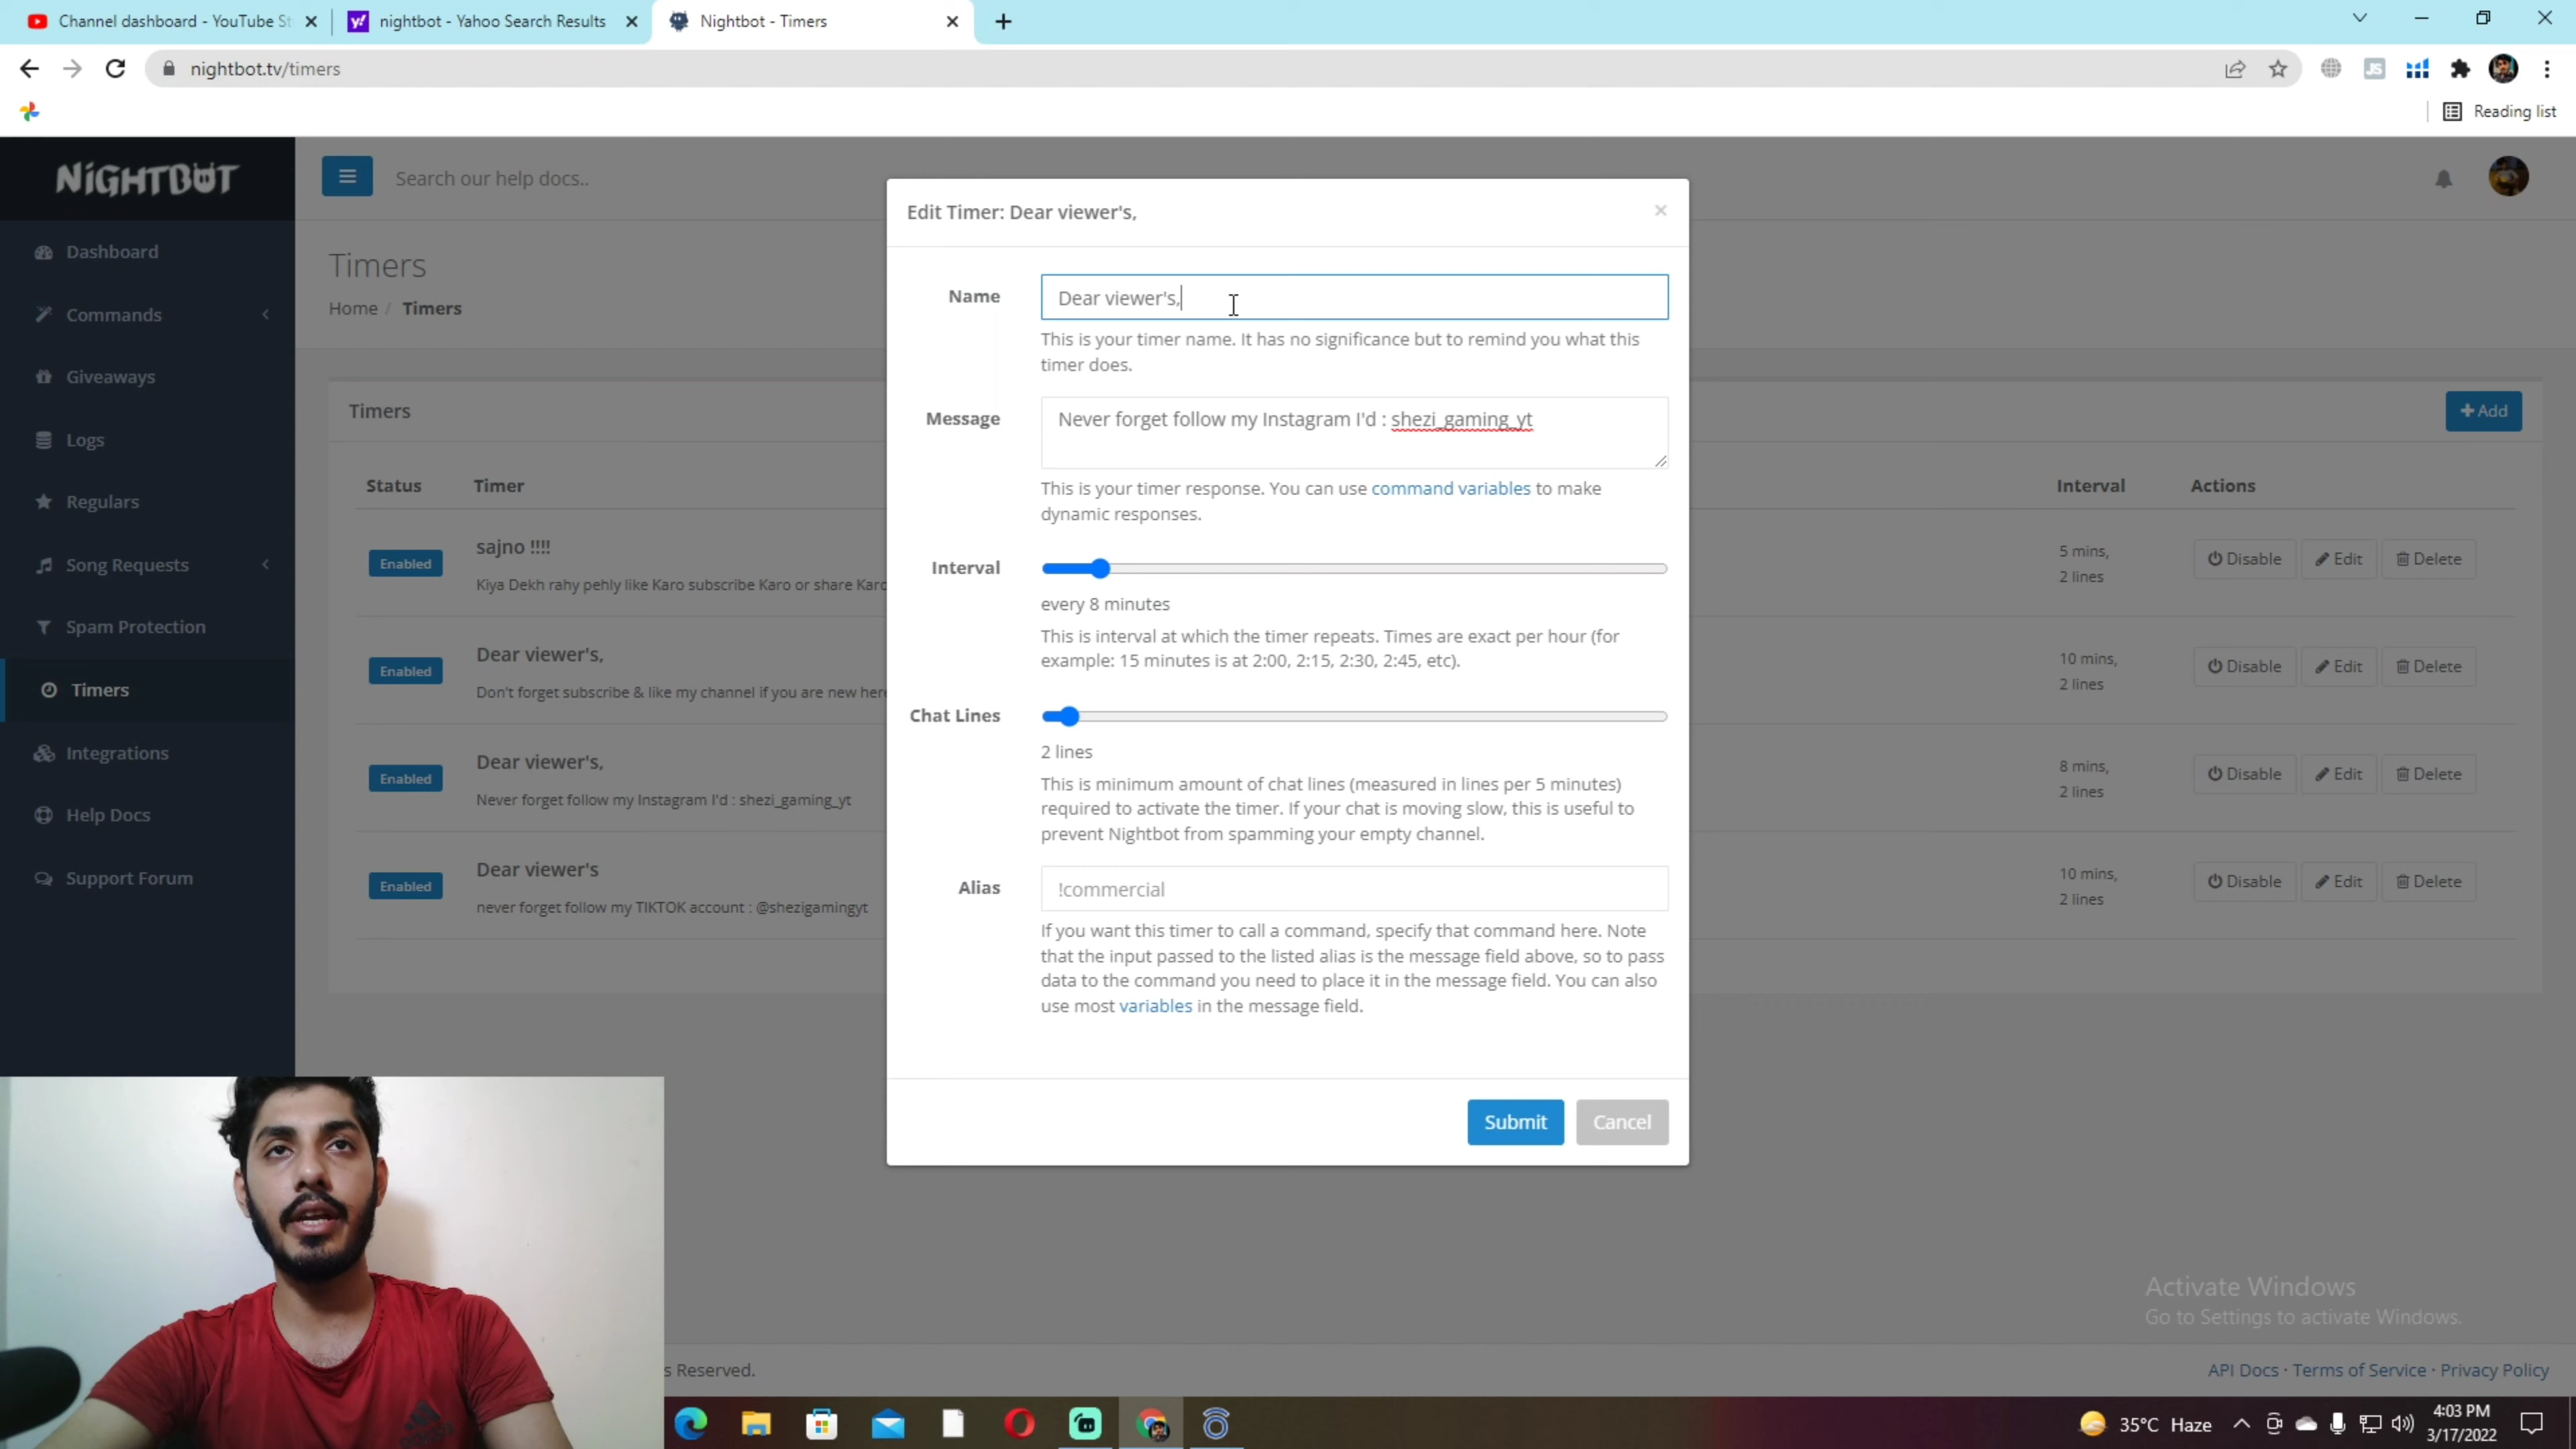 Channel dashboard - YouTube St
nightbot - Yahoo Search Results
Nightbot - Timers
nightbot.tv/timers
JS
Reading list
NiGHTBOT
Search our help docs..
Edit Timer: Dear viewer's,
×
Dashboard
Commands
Giveaways
Logs
Regulars
Song Requests
Spam Protection
Timers
Integrations
Help Docs
Support Forum
Timers
Home / Timers
Timers
+ Add
Status Timer Interval Actions
Enabled
sajno !!!!
Kiya Dekh rahy pehly like Karo subscribe Karo or share Karo
5 mins,
2 lines
Disable Edit Delete
Enabled
Dear viewer's,
Don't forget subscribe & like my channel if you are new here
10 mins,
2 lines
Disable Edit Delete
Enabled
Dear viewer's,
Never forget follow my Instagram I'd : shezi_gaming_yt
8 mins,
2 lines
Disable Edit Delete
Enabled
Dear viewer's
never forget follow my TIKTOK account : @shezigamingyt
10 mins,
2 lines
Disable Edit Delete
Name
Dear viewer's,
This is your timer name. It has no significance but to remind you what this
timer does.
Message
Never forget follow my Instagram I'd : shezi_gaming_yt
This is your timer response. You can use command variables to make
dynamic responses.
Interval
every 8 minutes
This is interval at which the timer repeats. Times are exact per hour (for
example: 15 minutes is at 2:00, 2:15, 2:30, 2:45, etc).
Chat Lines
2 lines
This is minimum amount of chat lines (measured in lines per 5 minutes)
required to activate the timer. If your chat is moving slow, this is useful to
prevent Nightbot from spamming your empty channel.
Alias
!commercial
If you want this timer to call a command, specify that command here. Note
that the input passed to the listed alias is the message field above, so to pass
data to the command you need to place it in the message field. You can also
use most variables in the message field.
Submit Cancel
Activate Windows
Go to Settings to activate Windows.
s Reserved.
API Docs · Terms of Service · Privacy Policy
35°C Haze
4:03 PM
3/17/2022